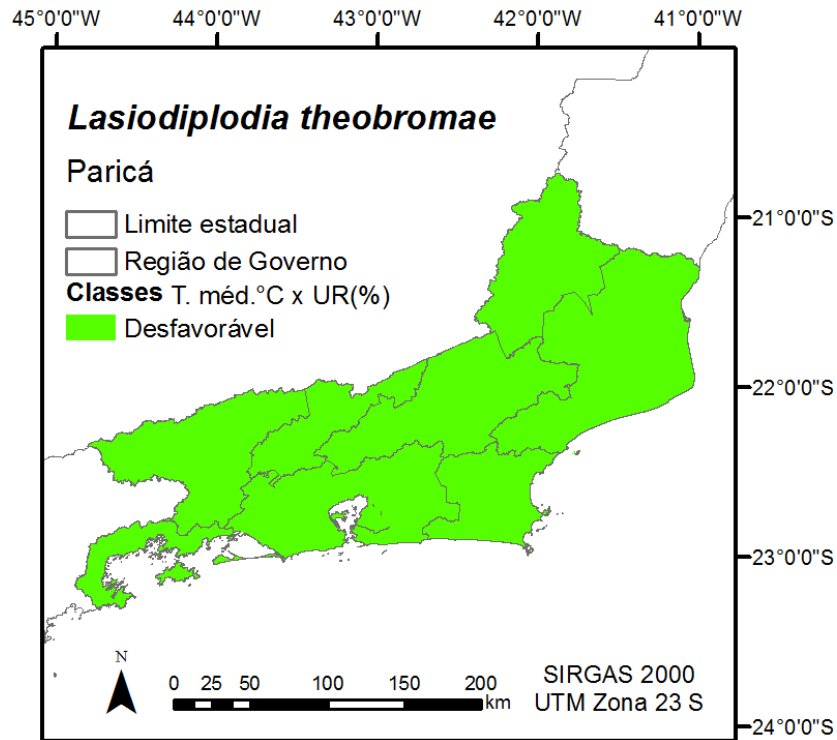 45°0'0"W 44°0'0"W 43°0'0"W 42°0'0"W 41°0'0"W
Lasiodiplodia theobromae
Paricá
Limite estadual
Região de Governo
Classes T. méd.°C x UR(%)
Desfavorável
21°0'0"S
22°0'0"S
23°0'0"S
24°0'0"S
N
0 25 50 100 150 200
km
SIRGAS 2000
UTM Zona 23 S